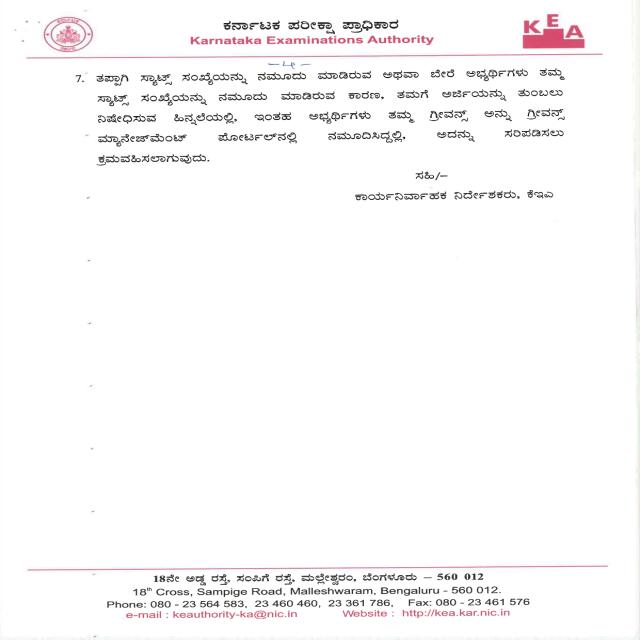 ಕರ್ನಾಟಕ ಪರೀಕ್ಷಾ ಪ್ರಾಧಿಕಾರ
Karnataka Examinations Authority
KEA
–೪–
7. ತಪ್ಪಾಗಿ ಸ್ಯಾಟ್ಸ್ ಸಂಖ್ಯೆಯನ್ನು ನಮೂದು ಮಾಡಿರುವ ಅಥವಾ ಬೇರೆ ಅಭ್ಯರ್ಥಿಗಳು ತಮ್ಮ
ಸ್ಯಾಟ್ಸ್ ಸಂಖ್ಯೆಯನ್ನು ನಮೂದು ಮಾಡಿರುವ ಕಾರಣ, ತಮಗೆ ಅರ್ಜಿಯನ್ನು ತುಂಬಲು
ನಿಷೇಧಿಸುವ ಹಿನ್ನಲೆಯಲ್ಲಿ, ಇಂತಹ ಅಭ್ಯರ್ಥಿಗಳು ತಮ್ಮ ಗ್ರೀವನ್ಸ್ ಅನ್ನು ಗ್ರೀವನ್ಸ್
ಮ್ಯಾನೇಜ್‌ಮೆಂಟ್ ಪೋರ್ಟಲ್‌ನಲ್ಲಿ ನಮೂದಿಸಿದ್ದಲ್ಲಿ, ಅದನ್ನು ಸರಿಪಡಿಸಲು
ಕ್ರಮವಹಿಸಲಾಗುವುದು.
ಸಹಿ/–
ಕಾರ್ಯನಿರ್ವಾಹಕ ನಿರ್ದೇಶಕರು, ಕೆಇಎ
18ನೇ ಅಡ್ಡ ರಸ್ತೆ, ಸಂಪಿಗೆ ರಸ್ತೆ, ಮಲ್ಲೇಶ್ವರಂ, ಬೆಂಗಳೂರು – 560 012
18th Cross, Sampige Road, Malleshwaram, Bengaluru - 560 012.
Phone: 080 - 23 564 583, 23 460 460, 23 361 786, Fax: 080 - 23 461 576
e-mail : keauthority-ka@nic.in Website : http://kea.kar.nic.in